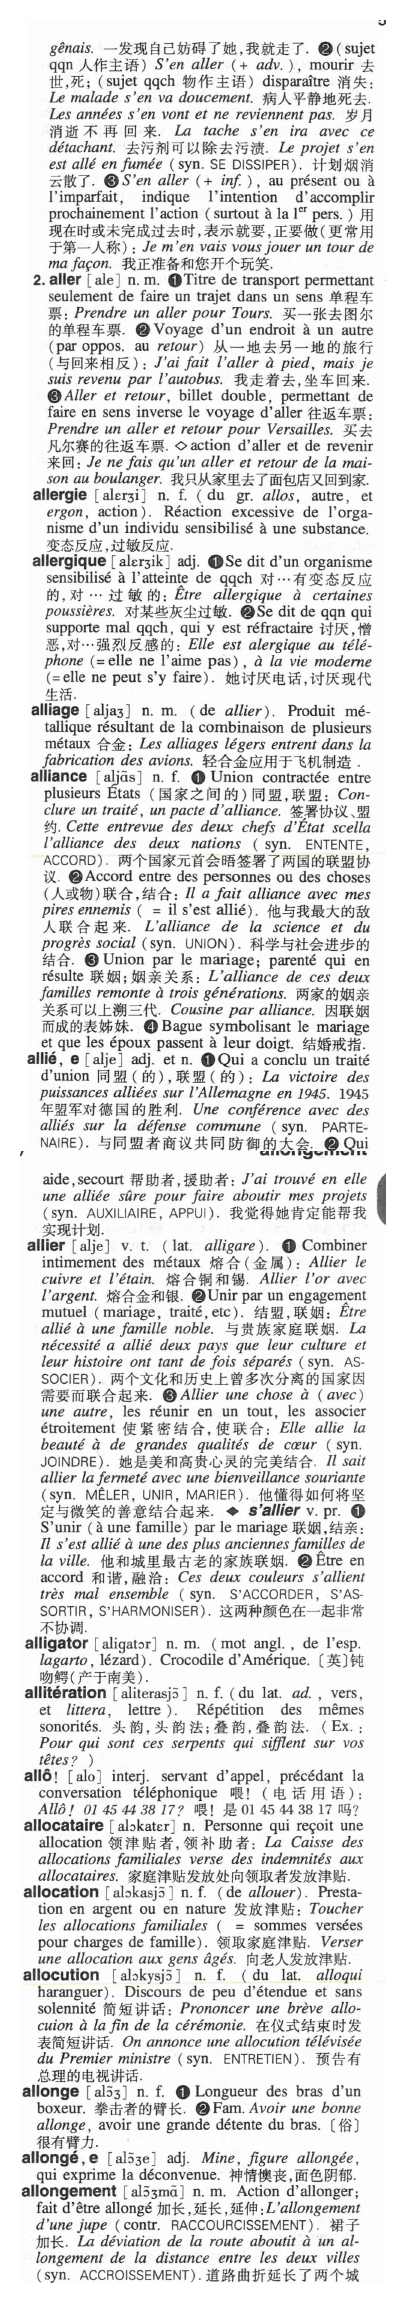 gênais. 一发现自己妨碍了她,我就走了. ❷(sujet
qqn 人作主语) S'en aller (+ adv.), mourir 去
世,死; (sujet qqch 物作主语) disparaître 消失:
Le malade s'en va doucement. 病人平静地死去.
Les années s'en vont et ne reviennent pas. 岁月
消逝不再回来. La tache s'en ira avec ce
détachant. 去污剂可以除去污渍. Le projet s'en
est allé en fumée (syn. SE DISSIPER). 计划烟消
云散了. ❸S'en aller (+ inf.), au présent ou à
l'imparfait, indique l'intention d'accomplir
prochainement l'action (surtout à la 1er pers.) 用
现在时或未完成过去时,表示就要,正要做(更常用
于第一人称): Je m'en vais vous jouer un tour de
ma façon. 我正准备和您开个玩笑.
2. aller [ale] n. m. ❶Titre de transport permettant
seulement de faire un trajet dans un sens 单程车
票: Prendre un aller pour Tours. 买一张去图尔
的单程车票. ❷Voyage d'un endroit à un autre
(par oppos. au retour) 从一地去另一地的旅行
(与回来相反): J'ai fait l'aller à pied, mais je
suis revenu par l'autobus. 我走着去,坐车回来.
❸Aller et retour, billet double, permettant de
faire en sens inverse le voyage d'aller 往返车票:
Prendre un aller et retour pour Versailles. 买去
凡尔赛的往返车票. ◇action d'aller et de revenir
来回: Je ne fais qu'un aller et retour de la mai-
son au boulanger. 我只从家里去了面包店又回到家.
allergie [alɛrʒi] n. f. (du gr. allos, autre, et
ergon, action). Réaction excessive de l'orga-
nisme d'un individu sensibilisé à une substance.
变态反应,过敏反应.
allergique [alɛrʒik] adj. ❶Se dit d'un organisme
sensibilisé à l'atteinte de qqch 对…有变态反应
的,对…过敏的: Être allergique à certaines
poussières. 对某些灰尘过敏. ❷Se dit de qqn qui
supporte mal qqch, qui y est réfractaire 讨厌,憎
恶,对…强烈反感的: Elle est alergique au télé-
phone (=elle ne l'aime pas), à la vie moderne
(=elle ne peut s'y faire). 她讨厌电话,讨厌现代
生活.
alliage [aljaʒ] n. m. (de allier). Produit mé-
tallique résultant de la combinaison de plusieurs
métaux 合金: Les alliages légers entrent dans la
fabrication des avions. 轻合金应用于飞机制造.
alliance [aljɑ̃s] n. f. ❶ Union contractée entre
plusieurs États (国家之间的)同盟,联盟: Con-
clure un traité, un pacte d'alliance. 签署协议、盟
约. Cette entrevue des deux chefs d'État scella
l'alliance des deux nations (syn. ENTENTE,
ACCORD). 两个国家元首会晤签署了两国的联盟协
议. ❷Accord entre des personnes ou des choses
(人或物)联合,结合: Il a fait alliance avec mes
pires ennemis ( = il s'est allié). 他与我最大的敌
人联合起来. L'alliance de la science et du
progrès social (syn. UNION). 科学与社会进步的
结合. ❸ Union par le mariage; parenté qui en
résulte 联姻;姻亲关系: L'alliance de ces deux
familles remonte à trois générations. 两家的姻亲
关系可以上溯三代. Cousine par alliance. 因联姻
而成的表姊妹. ❹ Bague symbolisant le mariage
et que les époux passent à leur doigt. 结婚戒指.
allié, e [alje] adj. et n. ❶Qui a conclu un traité
d'union 同盟(的),联盟(的): La victoire des
puissances alliées sur l'Allemagne en 1945. 1945
年盟军对德国的胜利. Une conférence avec des
alliés sur la défense commune (syn. PARTE-
NAIRE). 与同盟者商议共同防御的大会. ❷ Qui
aide,secourt 帮助者,援助者: J'ai trouvé en elle
une alliée sûre pour faire aboutir mes projets
(syn. AUXILIAIRE, APPUI). 我觉得她肯定能帮我
实现计划.
allier [alje] v. t. (lat. alligare). ❶ Combiner
intimement des métaux 熔合(金属): Allier le
cuivre et l'étain. 熔合铜和锡. Allier l'or avec
l'argent. 熔合金和银. ❷Unir par un engagement
mutuel (mariage, traité,etc). 结盟,联姻: Être
allié à une famille noble. 与贵族家庭联姻. La
nécessité a allié deux pays que leur culture et
leur histoire ont tant de fois séparés (syn. AS-
SOCIER). 两个文化和历史上曾多次分离的国家因
需要而联合起来. ❸ Allier une chose à (avec)
une autre, les réunir en un tout, les associer
étroitement 使紧密结合,使联合: Elle allie la
beauté à de grandes qualités de cœur (syn.
JOINDRE). 她是美和高贵心灵的完美结合. Il sait
allier la fermeté avec une bienveillance souriante
(syn. MÊLER, UNIR, MARIER). 他懂得如何将坚
定与微笑的善意结合起来. ◆ s'allier v. pr. ❶
S'unir (à une famille) par le mariage 联姻,结亲:
Il s'est allié à une des plus anciennes familles de
la ville. 他和城里最古老的家族联姻. ❷Être en
accord 和谐,融洽: Ces deux couleurs s'allient
très mal ensemble (syn. S'ACCORDER, S'AS-
SORTIR, S'HARMONISER). 这两种颜色在一起非常
不协调.
alligator [aligatɔr] n. m. (mot angl., de l'esp.
lagarto, lézard). Crocodile d'Amérique. [英]钝
吻鳄(产于南美).
allitération [aliterasjɔ̃] n. f. (du lat. ad., vers,
et littera, lettre). Répétition des mêmes
sonorités. 头韵,头韵法;叠韵,叠韵法. (Ex.:
Pour qui sont ces serpents qui sifflent sur vos
têtes? )
allô! [alo] interj. servant d'appel, précédant la
conversation téléphonique 喂! (电话用语):
Allô! 01 45 44 38 17? 喂! 是 01 45 44 38 17 吗?
allocataire [alɔkatɛr] n. Personne qui reçoit une
allocation 领津贴者,领补助者: La Caisse des
allocations familiales verse des indemnités aux
allocataires. 家庭津贴发放处向领取者发放津贴.
allocation [alɔkasjɔ̃] n. f. (de allouer). Presta-
tion en argent ou en nature 发放津贴: Toucher
les allocations familiales ( = sommes versées
pour charges de famille). 领取家庭津贴. Verser
une allocation aux gens âgés. 向老人发放津贴.
allocution [alɔkysjɔ̃] n. f. (du lat. alloqui
haranguer). Discours de peu d'étendue et sans
solennité 简短讲话: Prononcer une brève allo-
cuion à la fin de la cérémonie. 在仪式结束时发
表简短讲话. On annonce une allocution télévisée
du Premier ministre (syn. ENTRETIEN). 预告有
总理的电视讲话.
allonge [alɔ̃ʒ] n. f. ❶ Longueur des bras d'un
boxeur. 拳击者的臂长. ❷Fam. Avoir une bonne
allonge, avoir une grande détente du bras. [俗]
很有臂力.
allongé, e [alɔ̃ʒe] adj. Mine, figure allongée,
qui exprime la déconvenue. 神情懊丧,面色阴郁.
allongement [alɔ̃ʒmɑ̃] n. m. Action d'allonger;
fait d'être allongé 加长,延长,延伸:L'allongement
d'une jupe (contr. RACCOURCISSEMENT). 裙子
加长. La déviation de la route aboutit à un al-
longement de la distance entre les deux villes
(syn. ACCROISSEMENT).道路曲折延长了两个城